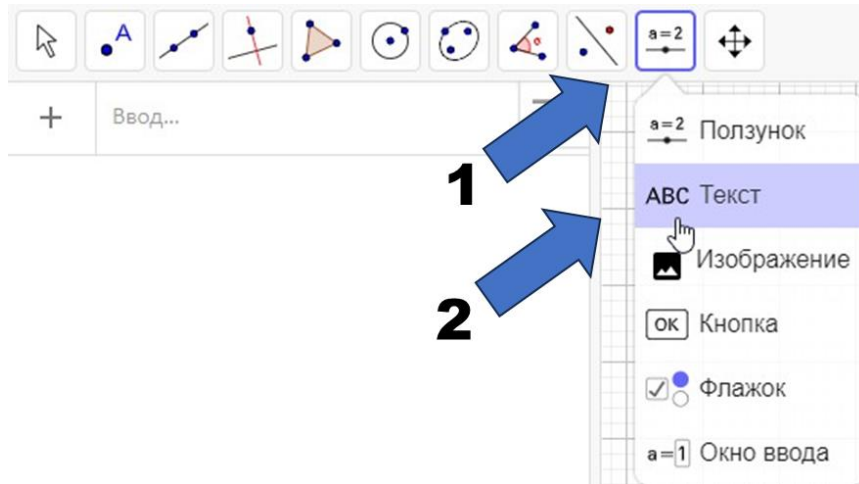 A
α
a=2
+
Ввод...
1
a=2 Ползунок
ABC Текст
Изображение
2
OK Кнопка
Флажок
a=1 Окно ввода